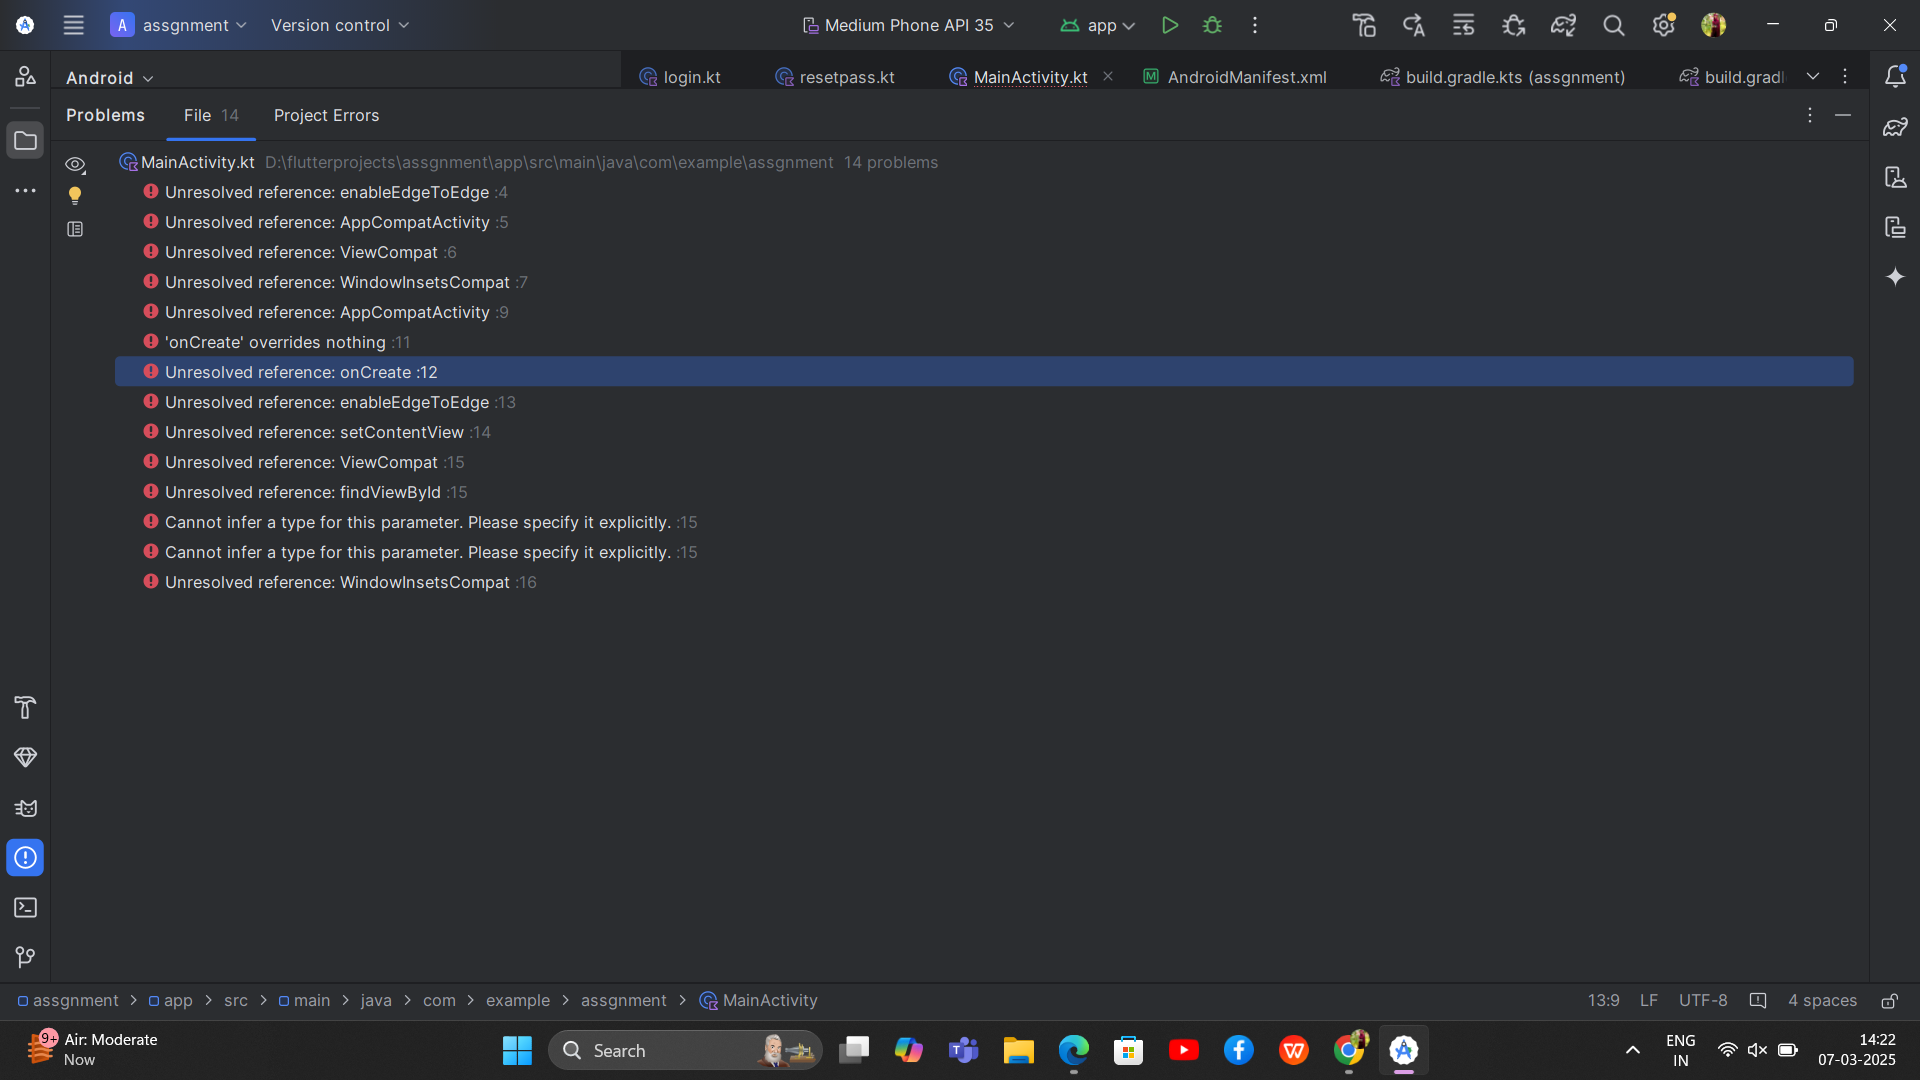 A assgnment Version control Medium Phone API 35 app
Android login.kt resetpass.kt MainActivity.kt AndroidManifest.xml build.gradle.kts (assgnment) build.gradl
Problems File 14 Project Errors
MainActivity.kt D:\flutterprojects\assgnment\app\src\main\java\com\example\assgnment 14 problems
Unresolved reference: enableEdgeToEdge :4
Unresolved reference: AppCompatActivity :5
Unresolved reference: ViewCompat :6
Unresolved reference: WindowInsetsCompat :7
Unresolved reference: AppCompatActivity :9
'onCreate' overrides nothing :11
Unresolved reference: onCreate :12
Unresolved reference: enableEdgeToEdge :13
Unresolved reference: setContentView :14
Unresolved reference: ViewCompat :15
Unresolved reference: findViewById :15
Cannot infer a type for this parameter. Please specify it explicitly. :15
Cannot infer a type for this parameter. Please specify it explicitly. :15
Unresolved reference: WindowInsetsCompat :16
assgnment > app > src > main > java > com > example > assgnment > MainActivity 13:9 LF UTF-8 4 spaces
9+ Air: Moderate
Now
Search
ENG
IN
14:22
07-03-2025